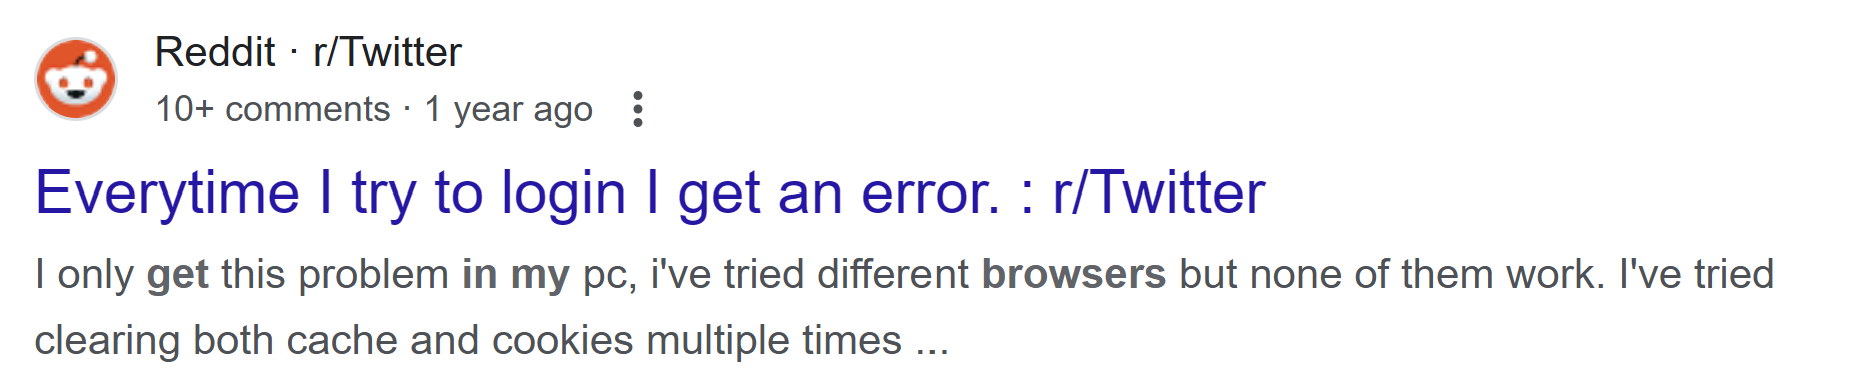 Reddit · r/Twitter
10+ comments · 1 year ago
Everytime I try to login I get an error. : r/Twitter
I only get this problem in my pc, i've tried different browsers but none of them work. I've tried
clearing both cache and cookies multiple times ...